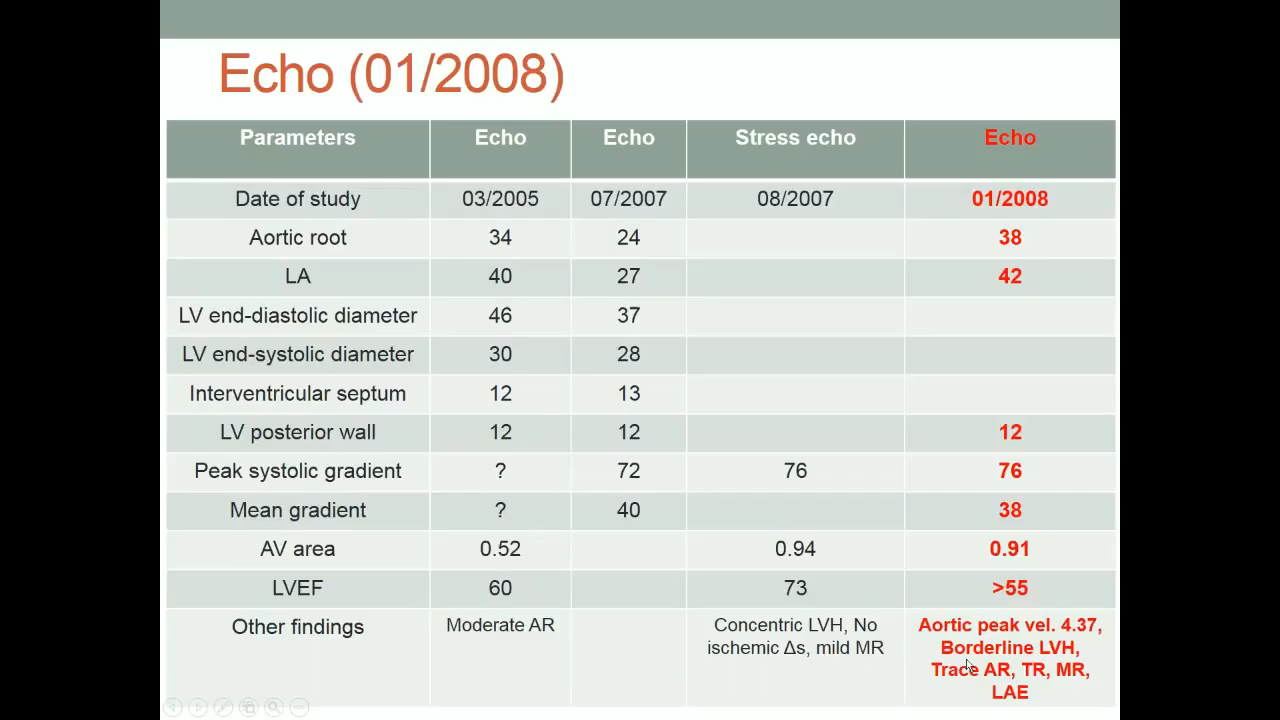 Echo (01/2008)
Parameters Echo Echo Stress echo Echo
Date of study 03/2005 07/2007 08/2007 01/2008
Aortic root 34 24 38
LA 40 27 42
LV end-diastolic diameter 46 37
LV end-systolic diameter 30 28
Interventricular septum 12 13
LV posterior wall 12 12 12
Peak systolic gradient ? 72 76 76
Mean gradient ? 40 38
AV area 0.52 0.94 0.91
LVEF 60 73 >55
Other findings Moderate AR Concentric LVH, No Aortic peak vel. 4.37,
ischemic Δs, mild MR Borderline LVH,
Trace AR, TR, MR,
LAE